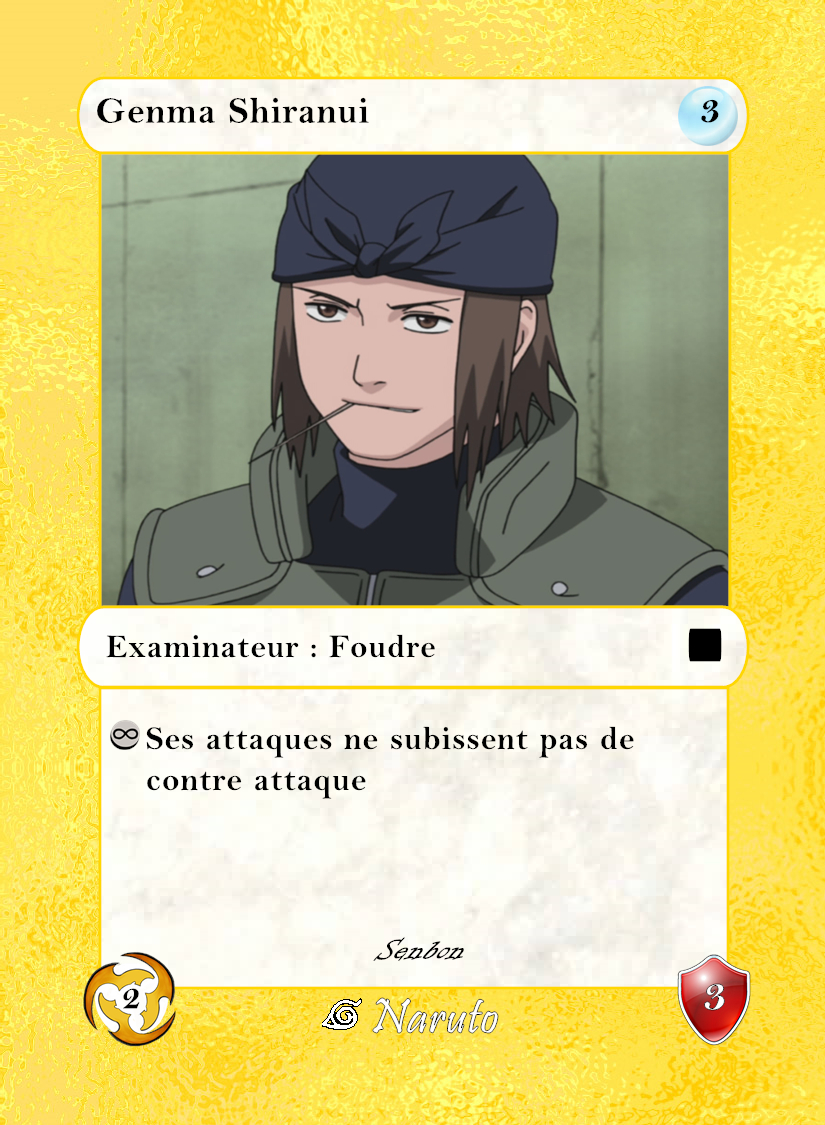 Genma Shiranui
3
Examinateur : Foudre
Ses attaques ne subissent pas de
contre attaque
Senbon
2
Naruto
3